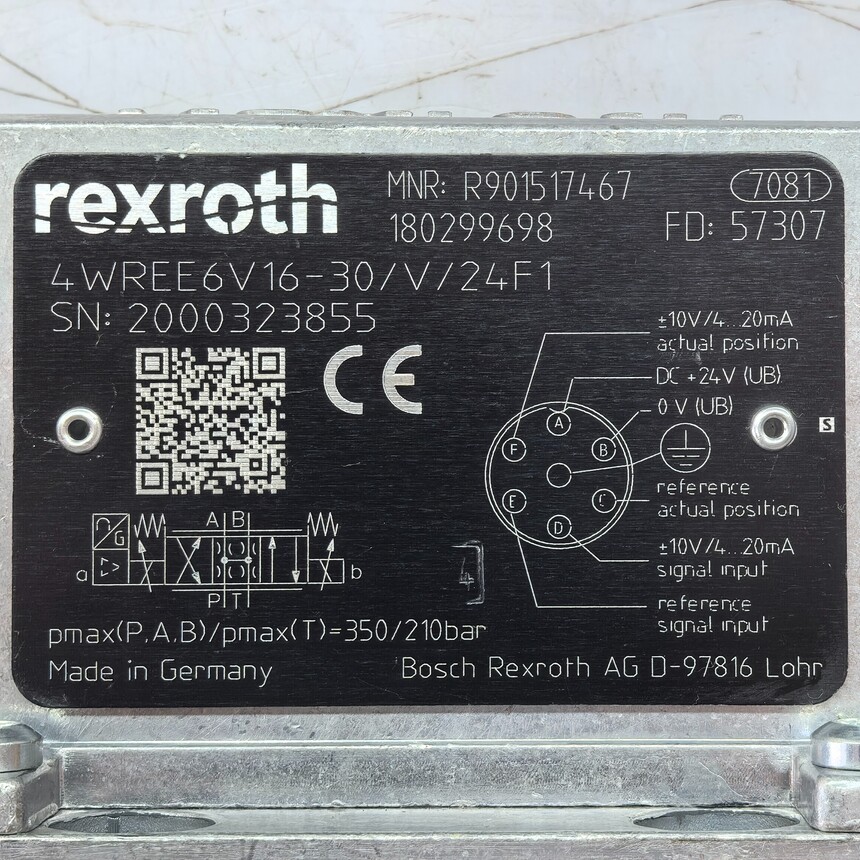 rexroth
MNR: R901517467
7081
180299698
FD: 57307
4WREE6V16-30/V/24F1
SN: 2000323855
CE
±10V/4...20mA
actual position
DC +24V (UB)
0 V (UB)
A
B
F
E
C
D
reference
actual position
±10V/4...20mA
signal input
reference
signal input
A B
G
a
b
P T
4
S
pmax(P,A,B)/pmax(T)=350/210bar
Made in Germany
Bosch Rexroth AG D-97816 Lohr